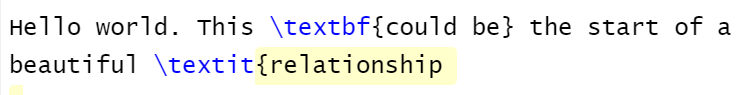 Hello world. This \textbf{could be} the start of a
beautiful \textit{relationship